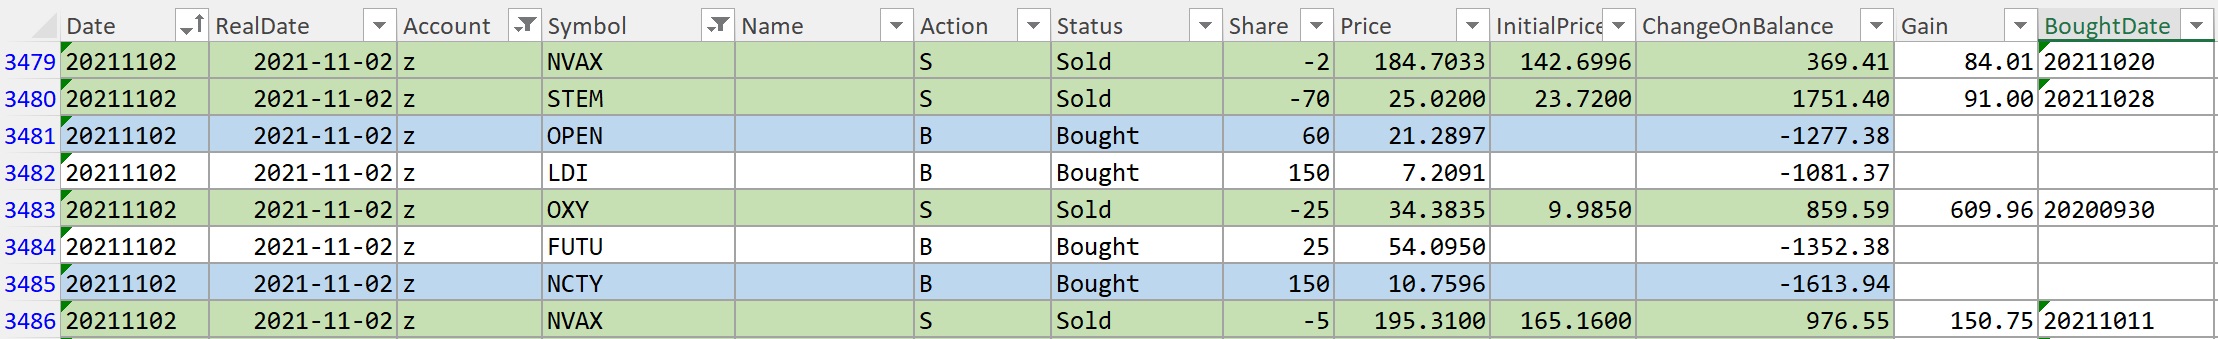 Date RealDate Account Symbol Name Action Status Share Price InitialPrice ChangeOnBalance Gain BoughtDate
3479 20211102 2021-11-02 z NVAX S Sold -2 184.7033 142.6996 369.41 84.01 20211020
3480 20211102 2021-11-02 z STEM S Sold -70 25.0200 23.7200 1751.40 91.00 20211028
3481 20211102 2021-11-02 z OPEN B Bought 60 21.2897 -1277.38
3482 20211102 2021-11-02 z LDI B Bought 150 7.2091 -1081.37
3483 20211102 2021-11-02 z OXY S Sold -25 34.3835 9.9850 859.59 609.96 20200930
3484 20211102 2021-11-02 z FUTU B Bought 25 54.0950 -1352.38
3485 20211102 2021-11-02 z NCTY B Bought 150 10.7596 -1613.94
3486 20211102 2021-11-02 z NVAX S Sold -5 195.3100 165.1600 976.55 150.75 20211011